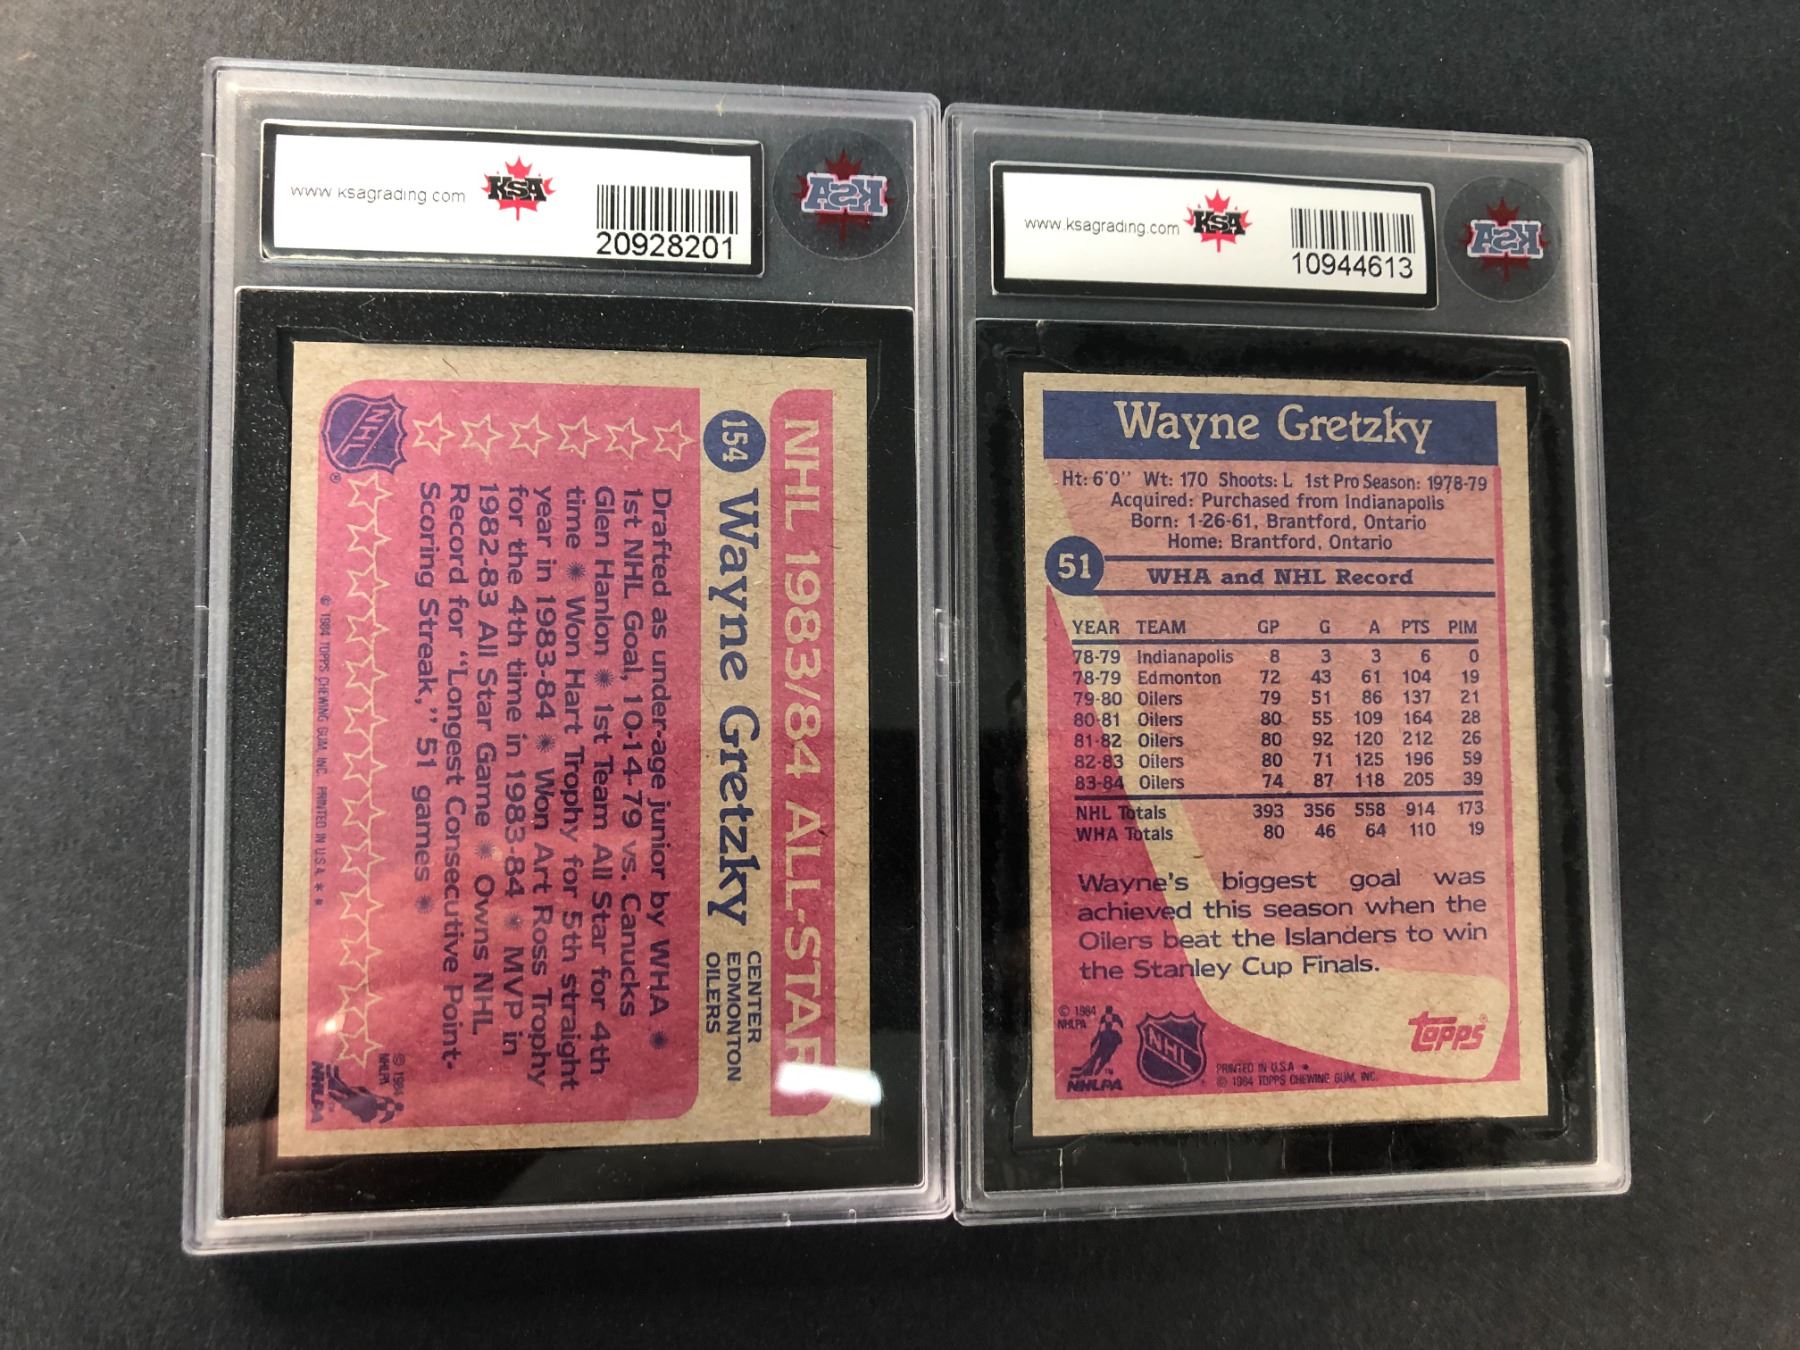 www.ksagrading.com
KSA
20928201
KSA
NHL 1983/84 ALL-STAR
154 Wayne Gretzky
CENTER
EDMONTON
OILERS
Drafted as under-age junior by WHA
1st NHL Goal, 10-14-79 vs. Canucks
Glen Hanlon 1st Team All Star for 4th
time Won Hart Trophy for 5th straight
year in 1983-84 Won Art Ross Trophy
for the 4th time in 1983-84 MVP in
1982-83 All Star Game Owns NHL
Record for “Longest Consecutive Point-
Scoring Streak,” 51 games
NHL ®
© 1984
NHLPA
NHLPA
© 1984 TOPPS CHEWING GUM, INC. PRINTED IN U.S.A. * *
www.ksagrading.com
KSA
10944613
KSA
Wayne Gretzky
Ht: 6'0" Wt: 170 Shoots: L 1st Pro Season: 1978-79
Acquired: Purchased from Indianapolis
Born: 1-26-61, Brantford, Ontario
Home: Brantford, Ontario
51
WHA and NHL Record
YEAR TEAM GP G A PTS PIM
78-79 Indianapolis 8 3 3 6 0
78-79 Edmonton 72 43 61 104 19
79-80 Oilers 79 51 86 137 21
80-81 Oilers 80 55 109 164 28
81-82 Oilers 80 92 120 212 26
82-83 Oilers 80 71 125 196 59
83-84 Oilers 74 87 118 205 39
NHL Totals 393 356 558 914 173
WHA Totals 80 46 64 110 19
Wayne's biggest goal was
achieved this season when the
Oilers beat the Islanders to win
the Stanley Cup Finals.
© 1984
NHLPA
NHLPA™
NHL
topps®
PRINTED IN U.S.A. *
© 1984 TOPPS CHEWING GUM, INC.